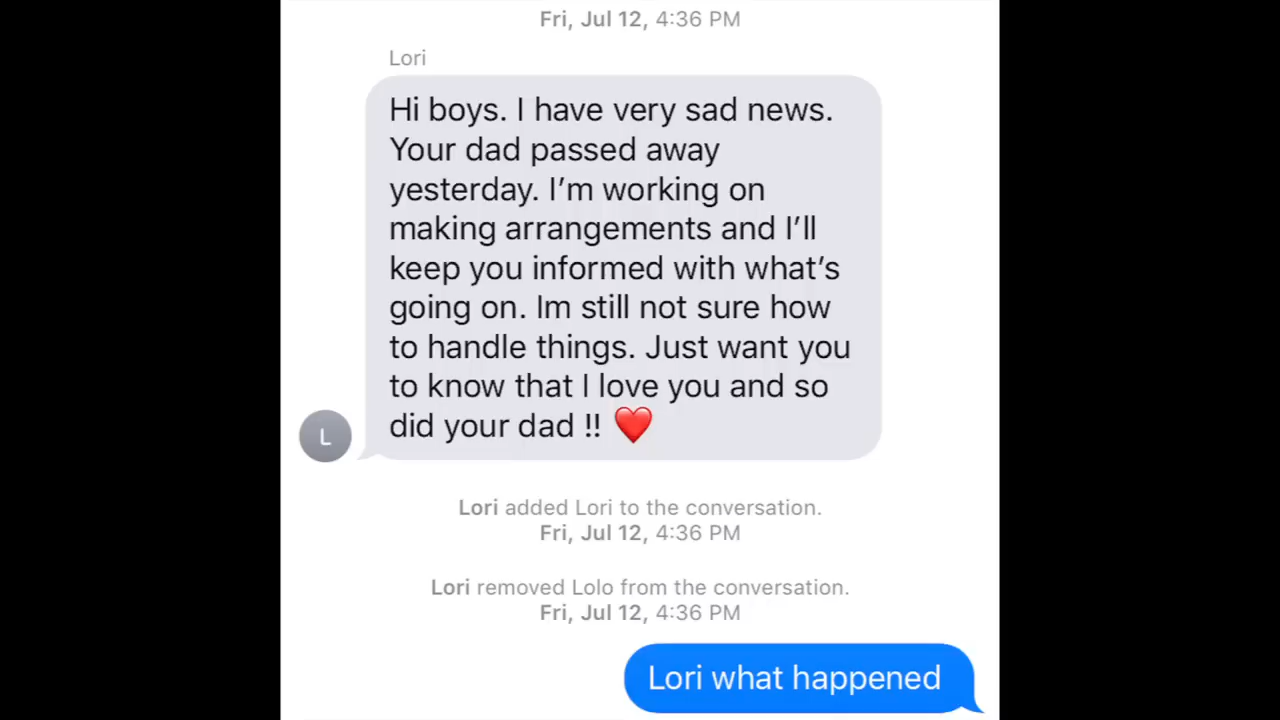 Fri, Jul 12, 4:36 PM
Lori
Hi boys. I have very sad news.
Your dad passed away
yesterday. I’m working on
making arrangements and I’ll
keep you informed with what’s
going on. Im still not sure how
to handle things. Just want you
to know that I love you and so
did your dad !! ❤️
L
Lori added Lori to the conversation.
Fri, Jul 12, 4:36 PM
Lori removed Lolo from the conversation.
Fri, Jul 12, 4:36 PM
Lori what happened